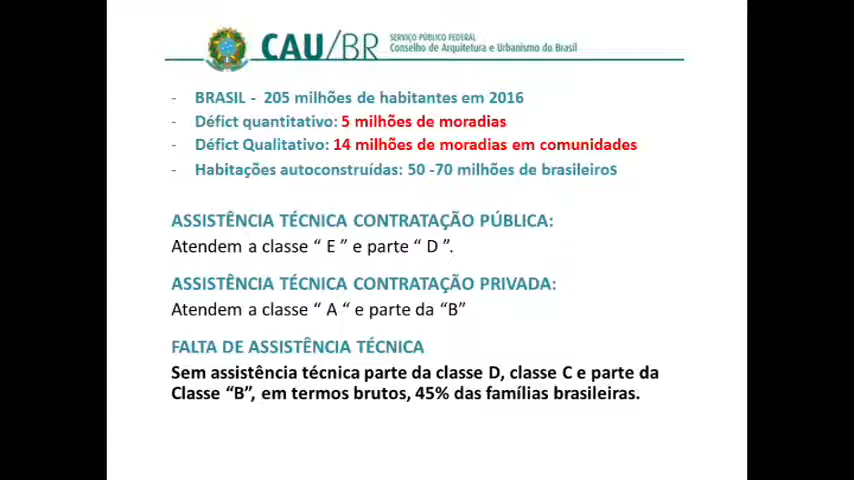 CAU/BR
SERVIÇO PÚBLICO FEDERAL
Conselho de Arquitetura e Urbanismo do Brasil
- BRASIL - 205 milhões de habitantes em 2016
- Défict quantitativo: 5 milhões de moradias
- Défict Qualitativo: 14 milhões de moradias em comunidades
- Habitações autoconstruídas: 50 -70 milhões de brasileiros
ASSISTÊNCIA TÉCNICA CONTRATAÇÃO PÚBLICA:
Atendem a classe “ E ” e parte “ D ”.
ASSISTÊNCIA TÉCNICA CONTRATAÇÃO PRIVADA:
Atendem a classe “ A “ e parte da “B”
FALTA DE ASSISTÊNCIA TÉCNICA
Sem assistência técnica parte da classe D, classe C e parte da
Classe “B”, em termos brutos, 45% das famílias brasileiras.